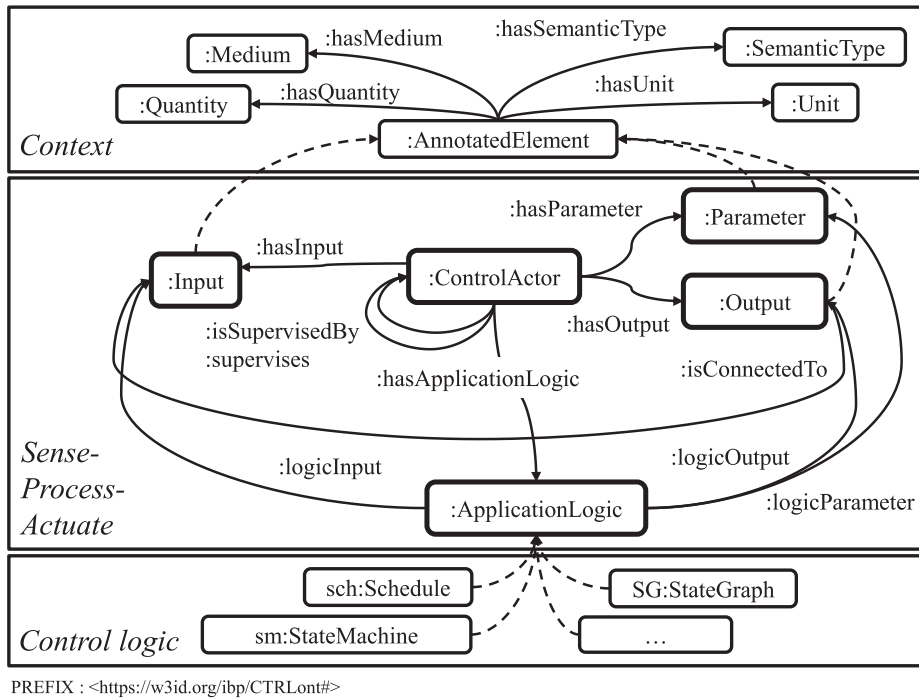 :hasMedium
:hasSemanticType
:Medium
:SemanticType
:hasQuantity
:hasUnit
:Quantity
:Unit
:AnnotatedElement
Context
:hasParameter
:Parameter
:hasInput
:Input
:ControlActor
:Output
:hasOutput
:isSupervisedBy
:supervises
:hasApplicationLogic
:isConnectedTo
Sense-
Process-
Actuate
:logicInput
:logicOutput
:logicParameter
:ApplicationLogic
sch:Schedule
SG:StateGraph
Control logic
sm:StateMachine
...
PREFIX : <https://w3id.org/ibp/CTRLont#>